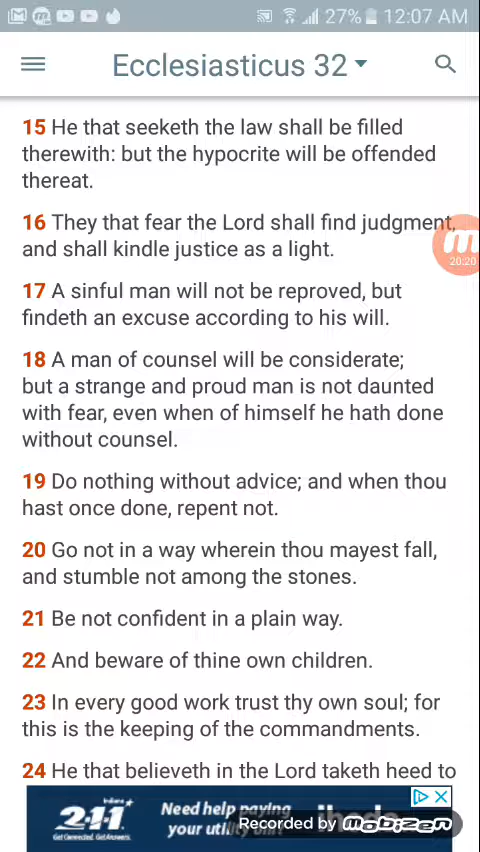 27% 12:07 AM
Ecclesiasticus 32
15 He that seeketh the law shall be filled
therewith: but the hypocrite will be offended
thereat.
16 They that fear the Lord shall find judgment,
and shall kindle justice as a light.
20:20
17 A sinful man will not be reproved, but
findeth an excuse according to his will.
18 A man of counsel will be considerate;
but a strange and proud man is not daunted
with fear, even when of himself he hath done
without counsel.
19 Do nothing without advice; and when thou
hast once done, repent not.
20 Go not in a way wherein thou mayest fall,
and stumble not among the stones.
21 Be not confident in a plain way.
22 And beware of thine own children.
23 In every good work trust thy own soul; for
this is the keeping of the commandments.
24 He that believeth in the Lord taketh heed to
Indiana
2-1-1
Get Connected. Get Answers.
Need help paying
your utility
Recorded by mobizen